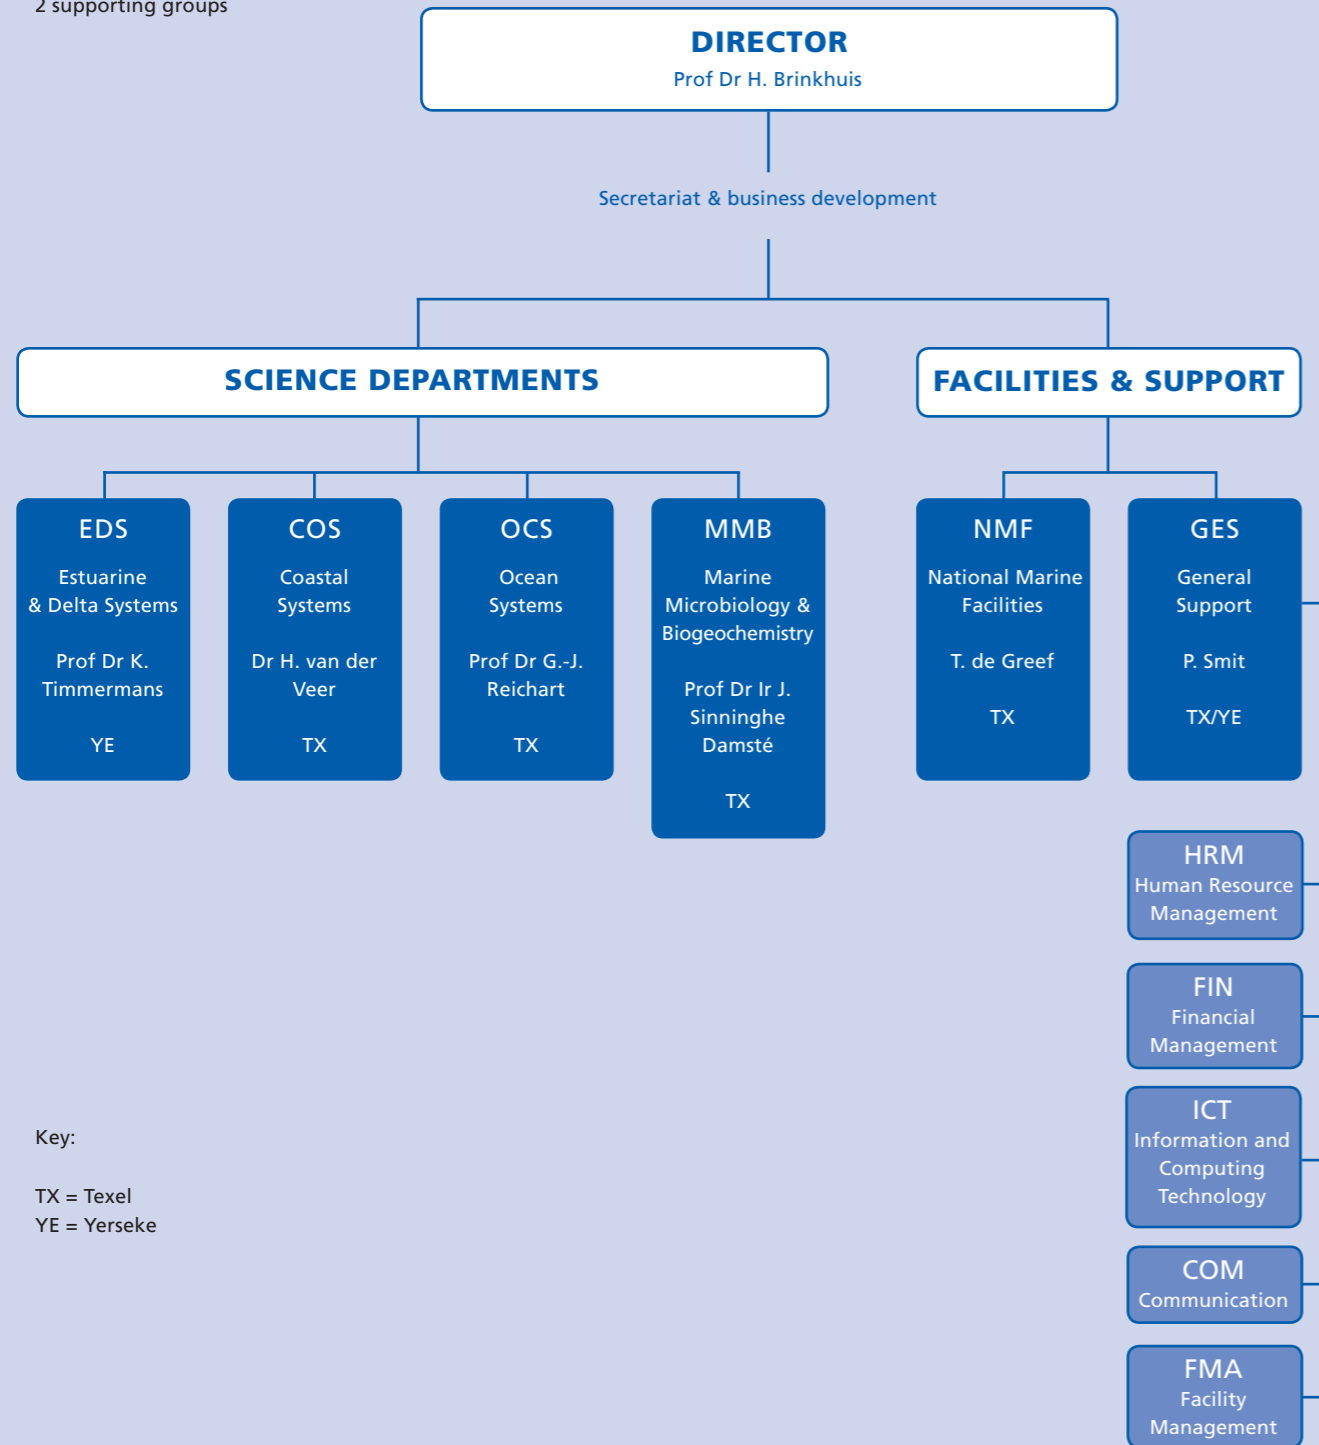 2 supporting groups
DIRECTOR
Prof Dr H. Brinkhuis
Secretariat & business development
SCIENCE DEPARTMENTS
FACILITIES & SUPPORT
EDS
Estuarine
& Delta Systems
Prof Dr K.
Timmermans
YE
COS
Coastal
Systems
Dr H. van der
Veer
TX
OCS
Ocean
Systems
Prof Dr G.-J.
Reichart
TX
MMB
Marine
Microbiology &
Biogeochemistry
Prof Dr Ir J.
Sinninghe
Damsté
TX
NMF
National Marine
Facilities
T. de Greef
TX
GES
General
Support
P. Smit
TX/YE
HRM
Human Resource
Management
FIN
Financial
Management
ICT
Information and
Computing
Technology
COM
Communication
FMA
Facility
Management
Key:
TX = Texel
YE = Yerseke